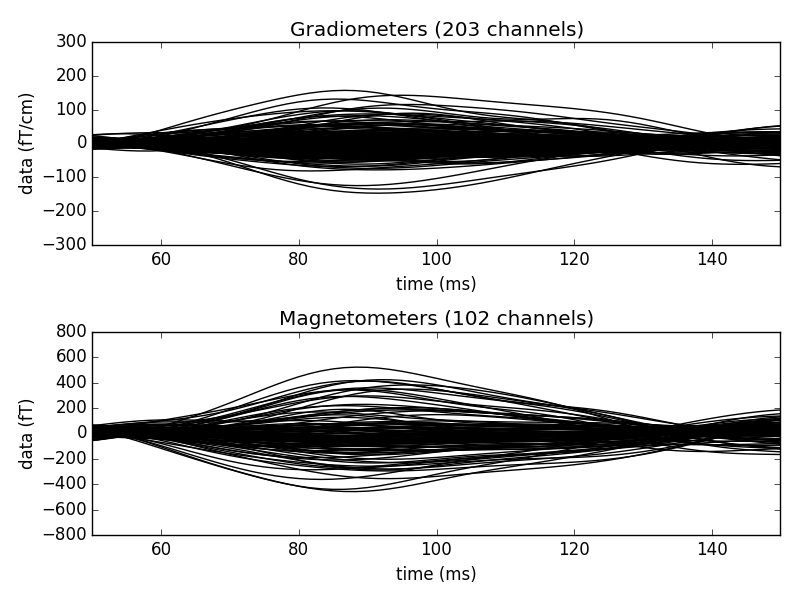 Gradiometers (203 channels)
300
200
100
0
−100
−200
−300
data (fT/cm)
60 80 100 120 140
time (ms)
Magnetometers (102 channels)
800
600
400
200
0
−200
−400
−600
−800
data (fT)
60 80 100 120 140
time (ms)